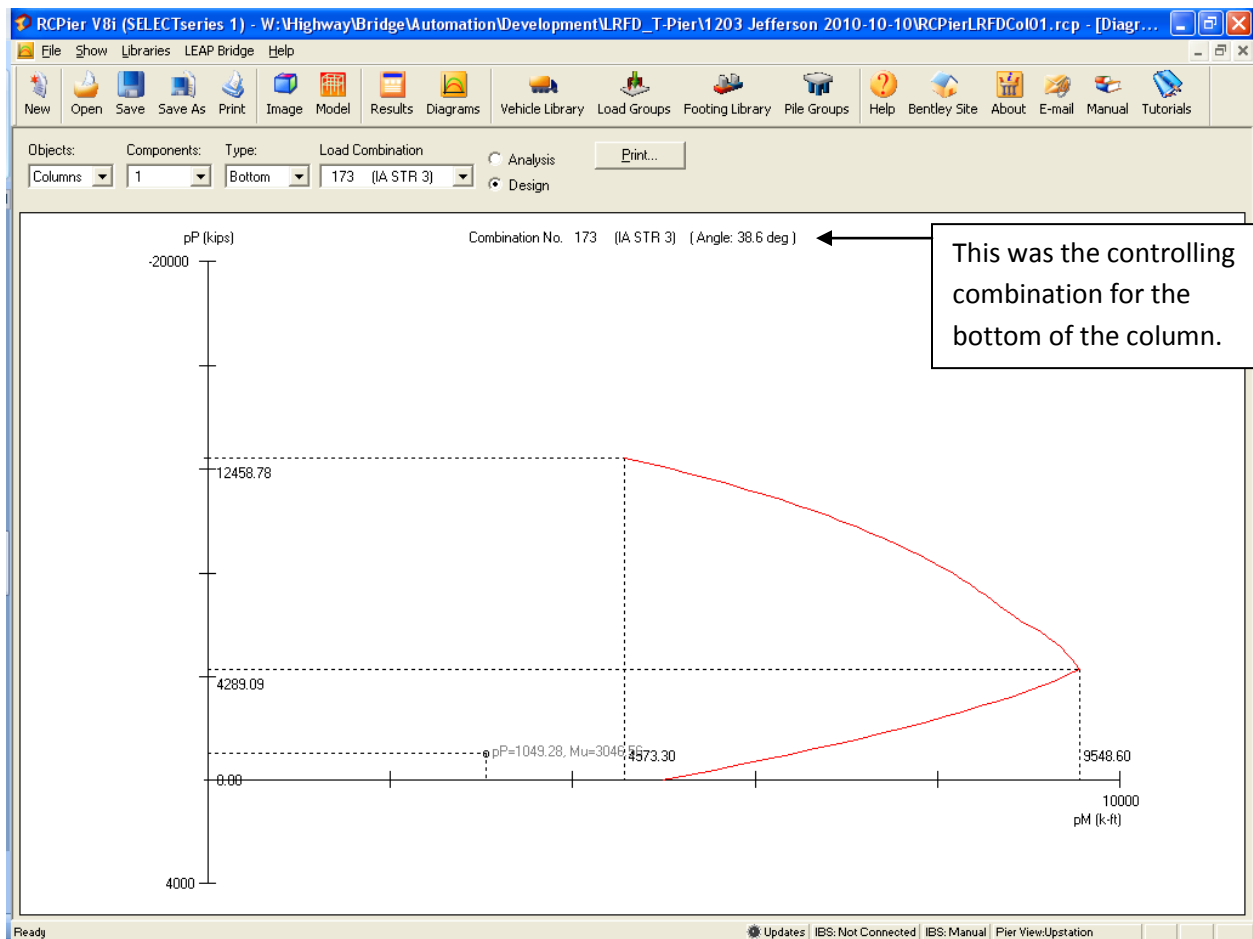 RCPier V8i (SELECTseries 1) - W:\Highway\Bridge\Automation\Development\LRFD_T-Pier\1203 Jefferson 2010-10-10\RCPierLRFDCol01.rcp - [Diagr...
File Show Libraries LEAP Bridge Help
New Open Save Save As Print Image Model Results Diagrams Vehicle Library Load Groups Footing Library Pile Groups Help Bentley Site About E-mail Manual Tutorials
Objects: Components: Type: Load Combination
Columns 1 Bottom 173 (IA STR 3)
Analysis
Design
Print...
pP (kips)
Combination No. 173 (IA STR 3) (Angle: 38.6 deg )
This was the controlling
combination for the
bottom of the column.
-20000
12458.78
4289.09
pP=1049.28, Mu=3046.56
4573.30
9548.60
0.00
10000
pM (k-ft)
4000
Ready
Updates IBS: Not Connected IBS: Manual Pier View:Upstation